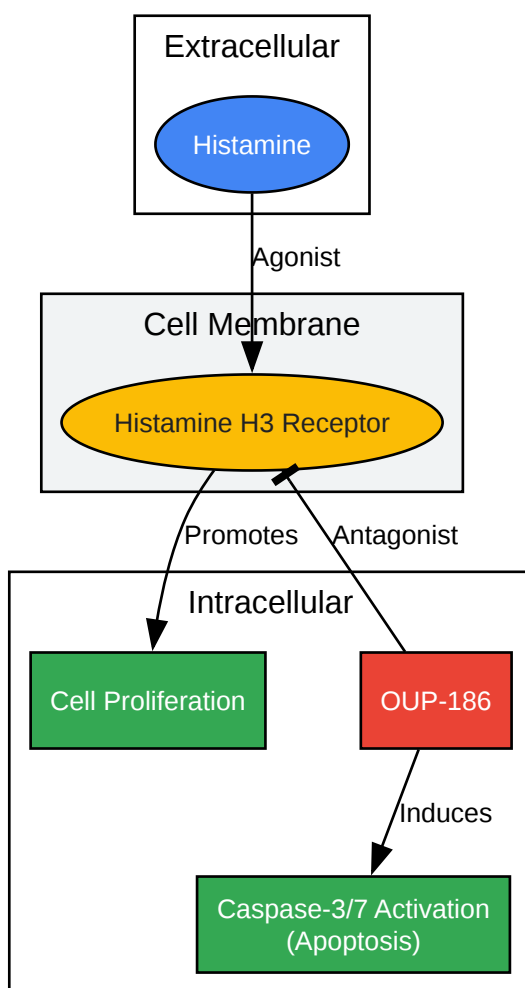 Extracellular
Histamine
Agonist
Cell Membrane
Histamine H3 Receptor
Promotes
Antagonist
Intracellular
Cell Proliferation
OUP-186
Induces
Caspase-3/7 Activation
(Apoptosis)